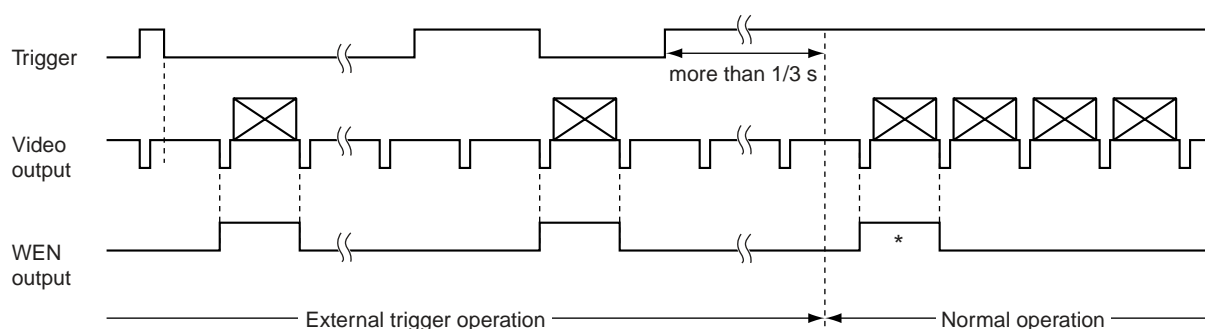 Trigger
more than 1/3 s
Video
output
WEN
output
*
External trigger operation
Normal operation